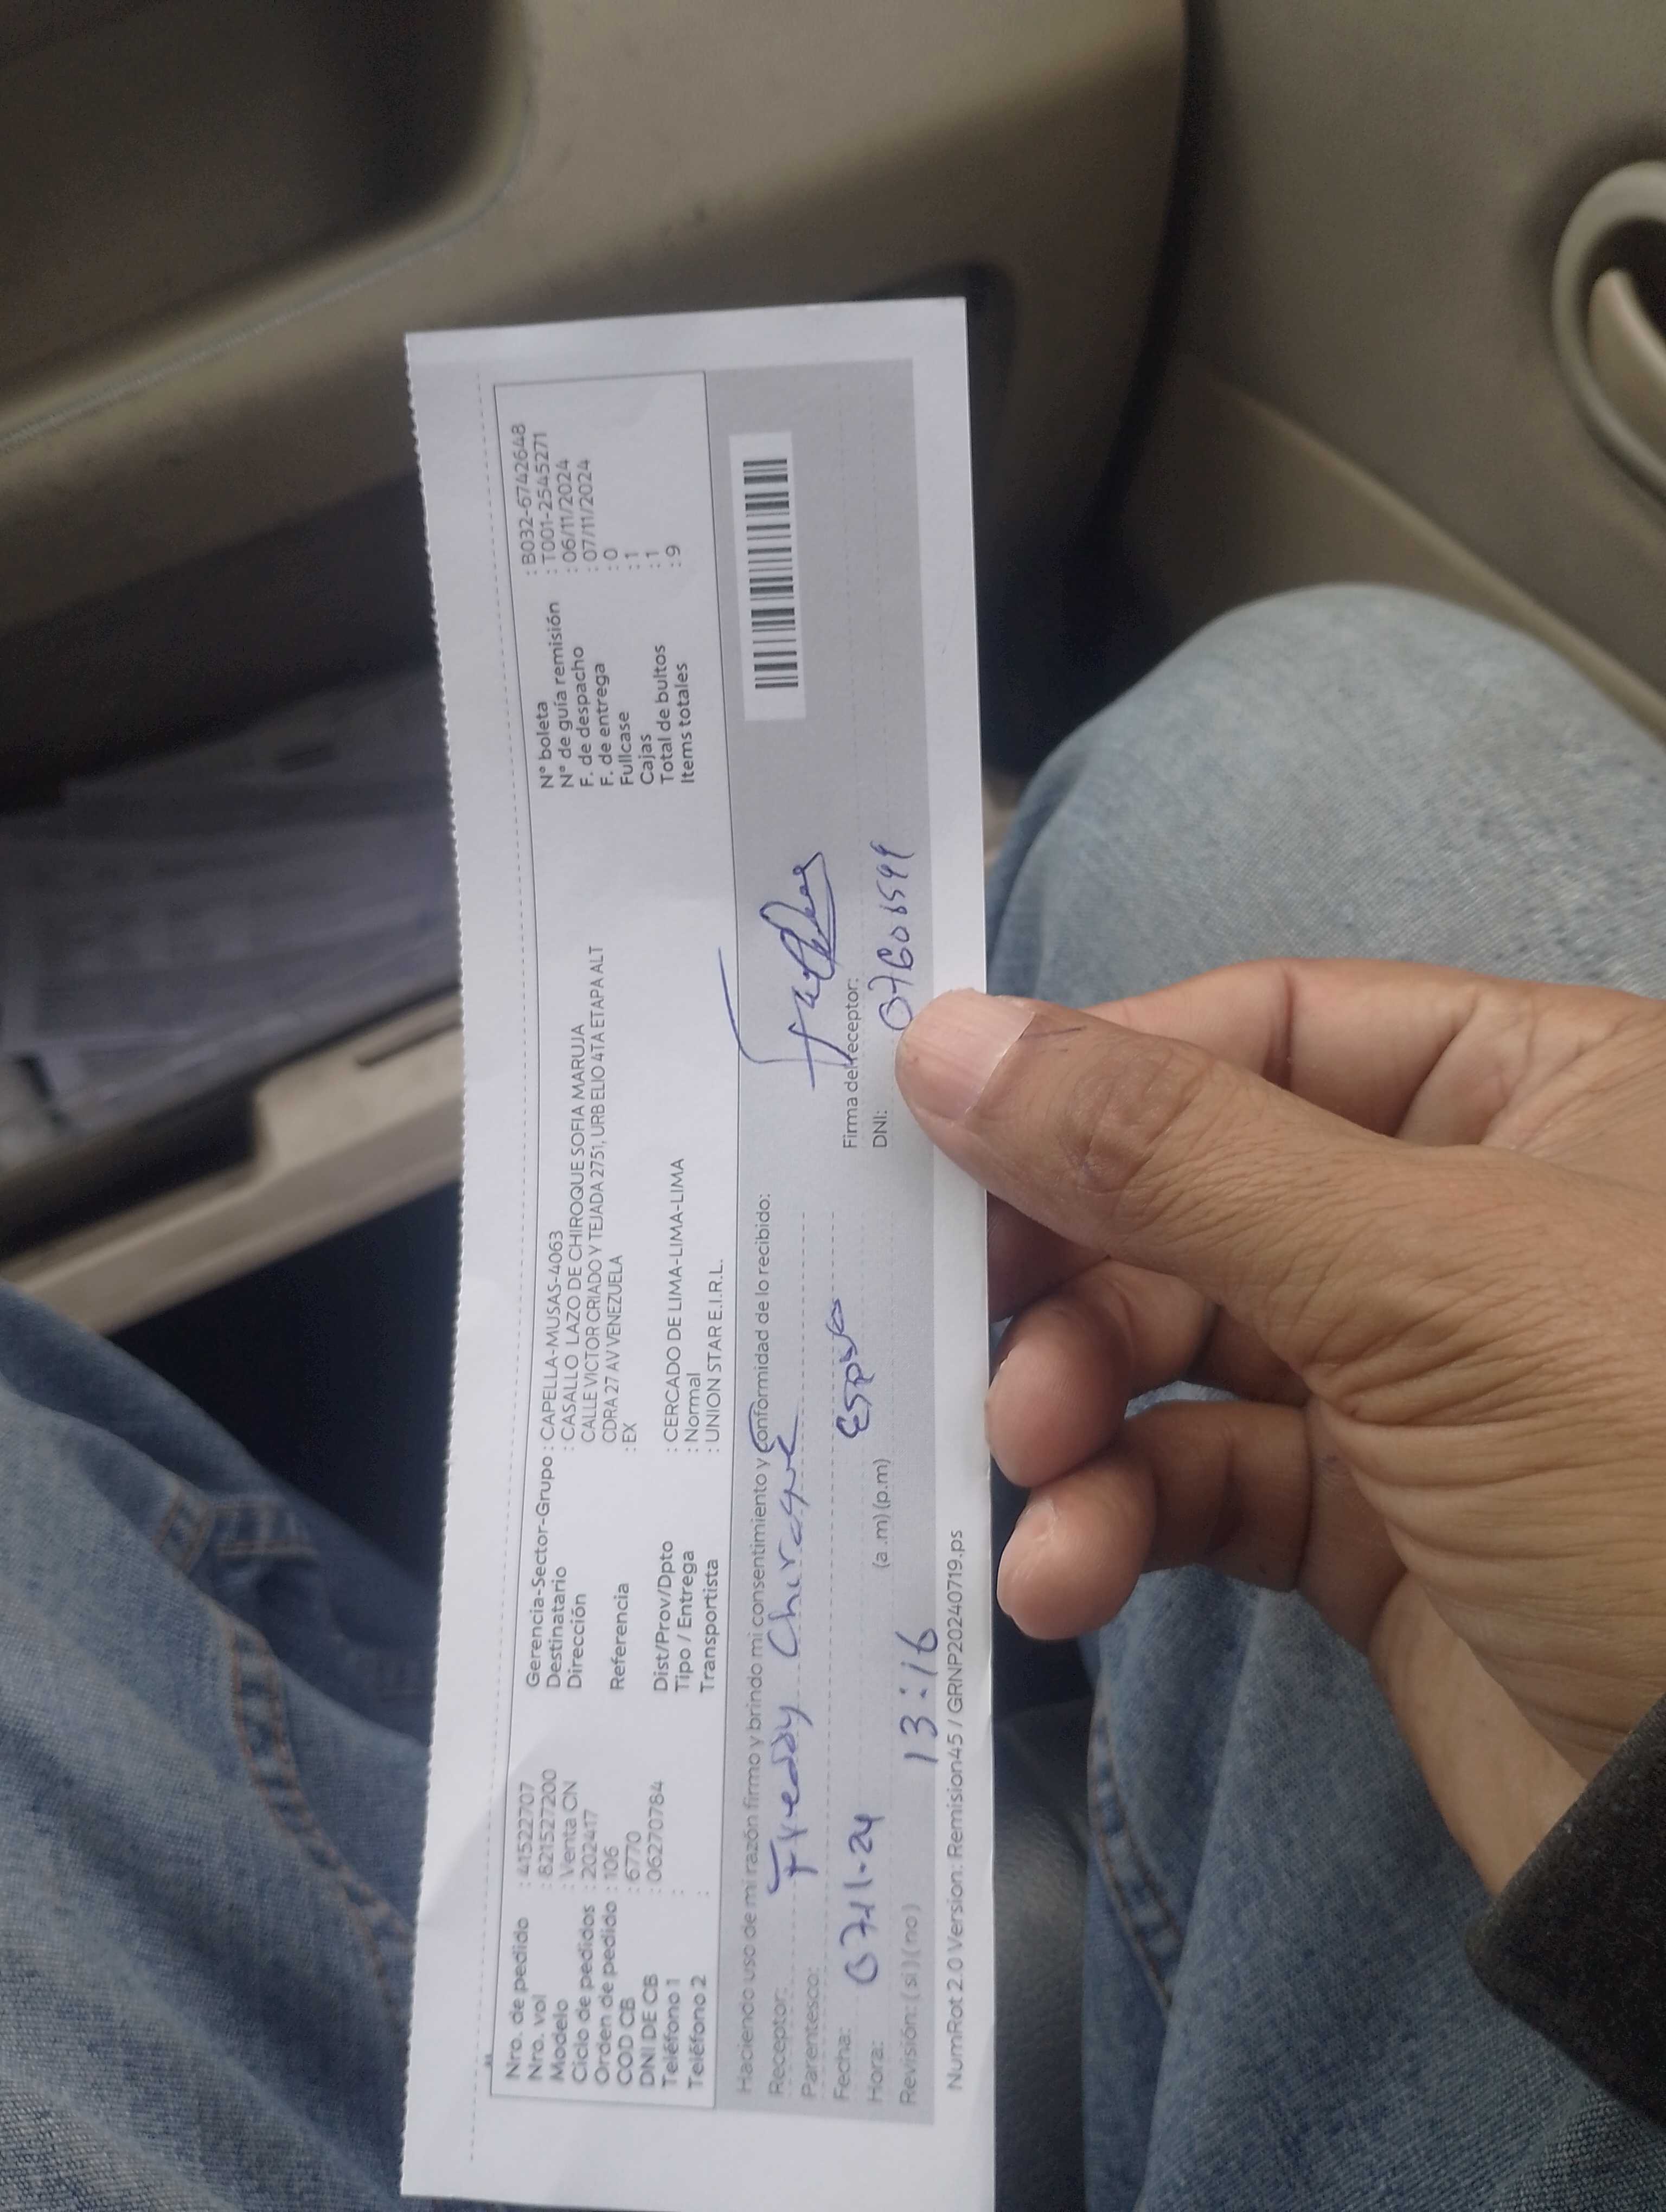 Nro. de pedido : 41522707
Nro. vol : 821527200
Modelo : Venta CN
Ciclo de pedidos : 202417
Orden de pedido : 106
COD CB : 6770
DNI DE CB : 06270784
Teléfono 1 :
Teléfono 2 :
Gerencia-Sector-Grupo : CAPELLA-MUSAS-4063
Destinatario : CASALLO LAZO DE CHIROQUE SOFIA MARUJA
Dirección CALLE VICTOR CRIADO Y TEJADA 2751, URB ELIO 4TA ETAPA ALT
CDRA 27 AV VENEZUELA
Referencia : EX
Dist/Prov/Dpto : CERCADO DE LIMA-LIMA-LIMA
Tipo / Entrega : Normal
Transportista : UNION STAR E.I.R.L.
N° boleta : B032-6742648
N° de guía remisión : T001-2545271
F. de despacho : 06/11/2024
F. de entrega : 07/11/2024
Fullcase : 0
Cajas : 1
Total de bultos : 1
Items totales : 9
Haciendo uso de mi razón firmo y brindo mi consentimiento y conformidad de lo recibido:
Receptor: Freddy Chiroque
Parentesco: Esposo
Fecha: 07-11-24
Hora: 13:16 (a.m) (p.m)
Revisión: ( si ) ( no )
Firma del receptor:
DNI:
NumRot 2.0 Version: Remision45 / GRNP20240719.ps